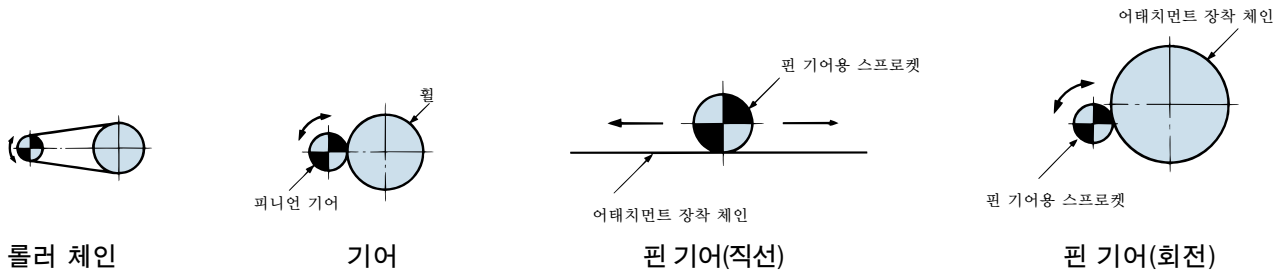 롤러 체인
휠
피니언 기어
기어
핀 기어용 스프로켓
어태치먼트 장착 체인
핀 기어(직선)
어태치먼트 장착 체인
핀 기어용 스프로켓
핀 기어(회전)